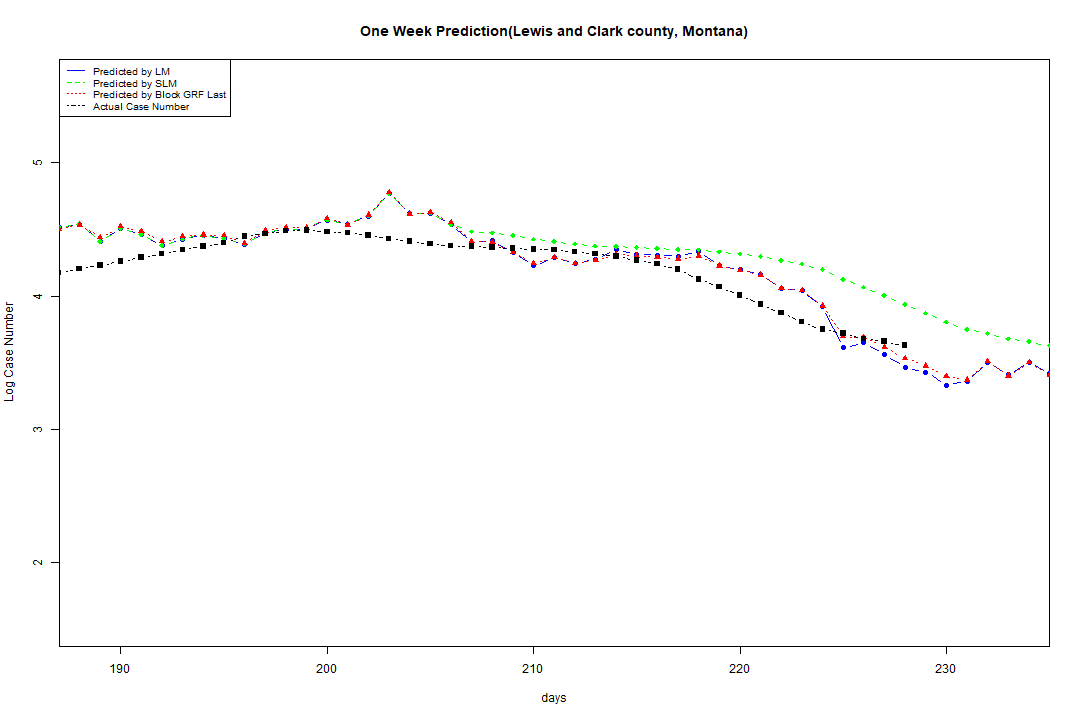 One Week Prediction(Lewis and Clark county, Montana)
Predicted by LM
Predicted by SLM
Predicted by Block GRF Last
Actual Case Number
5
4
3
2
Log Case Number
190 200 210 220 230
days